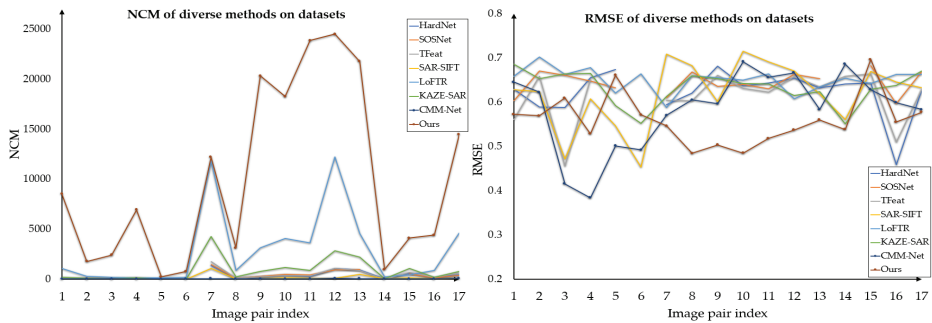 NCM of diverse methods on datasets
25000
20000
15000
10000
5000
0
NCM
1 2 3 4 5 6 7 8 9 10 11 12 13 14 15 16 17
Image pair index
HardNet
SOSNet
TFeat
SAR-SIFT
LoFTR
KAZE-SAR
CMM-Net
Ours
RMSE of diverse methods on datasets
0.8
0.7
0.6
0.5
0.4
0.3
0.2
RMSE
1 2 3 4 5 6 7 8 9 10 11 12 13 14 15 16 17
Image pair index
HardNet
SOSNet
TFeat
SAR-SIFT
LoFTR
KAZE-SAR
CMM-Net
Ours